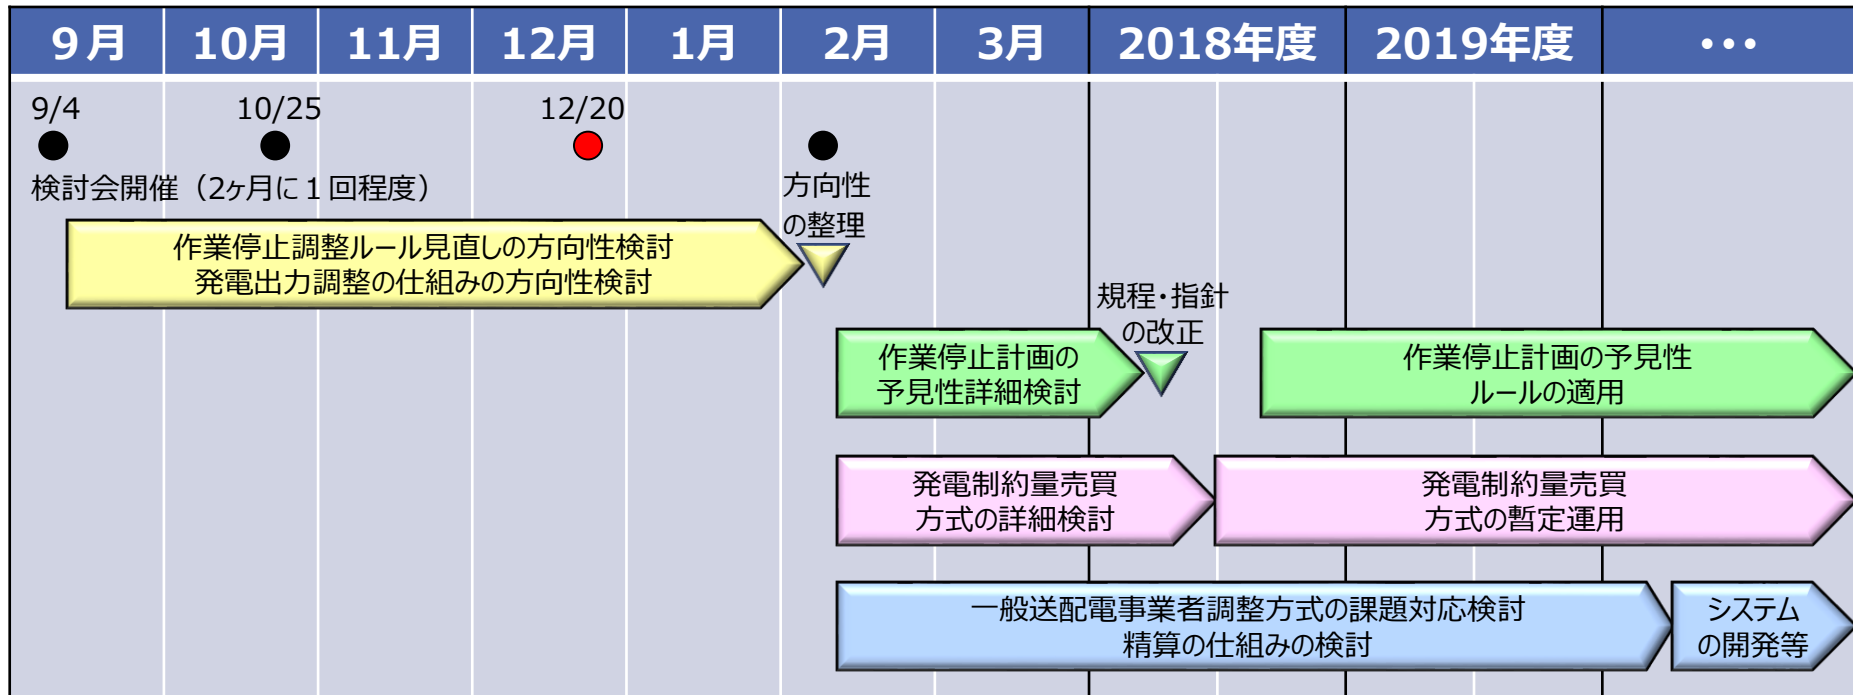 9月 10月 11月 12月 1月 2月 3月 2018年度 2019年度 ・・・
9/4 10/25 12/20
検討会開催（2ヶ月に１回程度）
方向性
の整理
作業停止調整ルール見直しの方向性検討
発電出力調整の仕組みの方向性検討
規程・指針
の改正
作業停止計画の
予見性詳細検討
作業停止計画の予見性
ルールの適用
発電制約量売買
方式の詳細検討
発電制約量売買
方式の暫定運用
一般送配電事業者調整方式の課題対応検討
精算の仕組みの検討
システム
の開発等